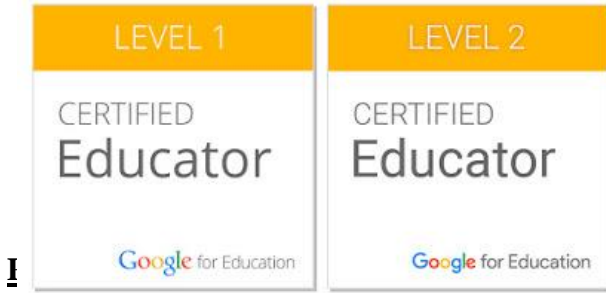 LEVEL 1
CERTIFIED
Educator
Google for Education
LEVEL 2
CERTIFIED
Educator
Google for Education